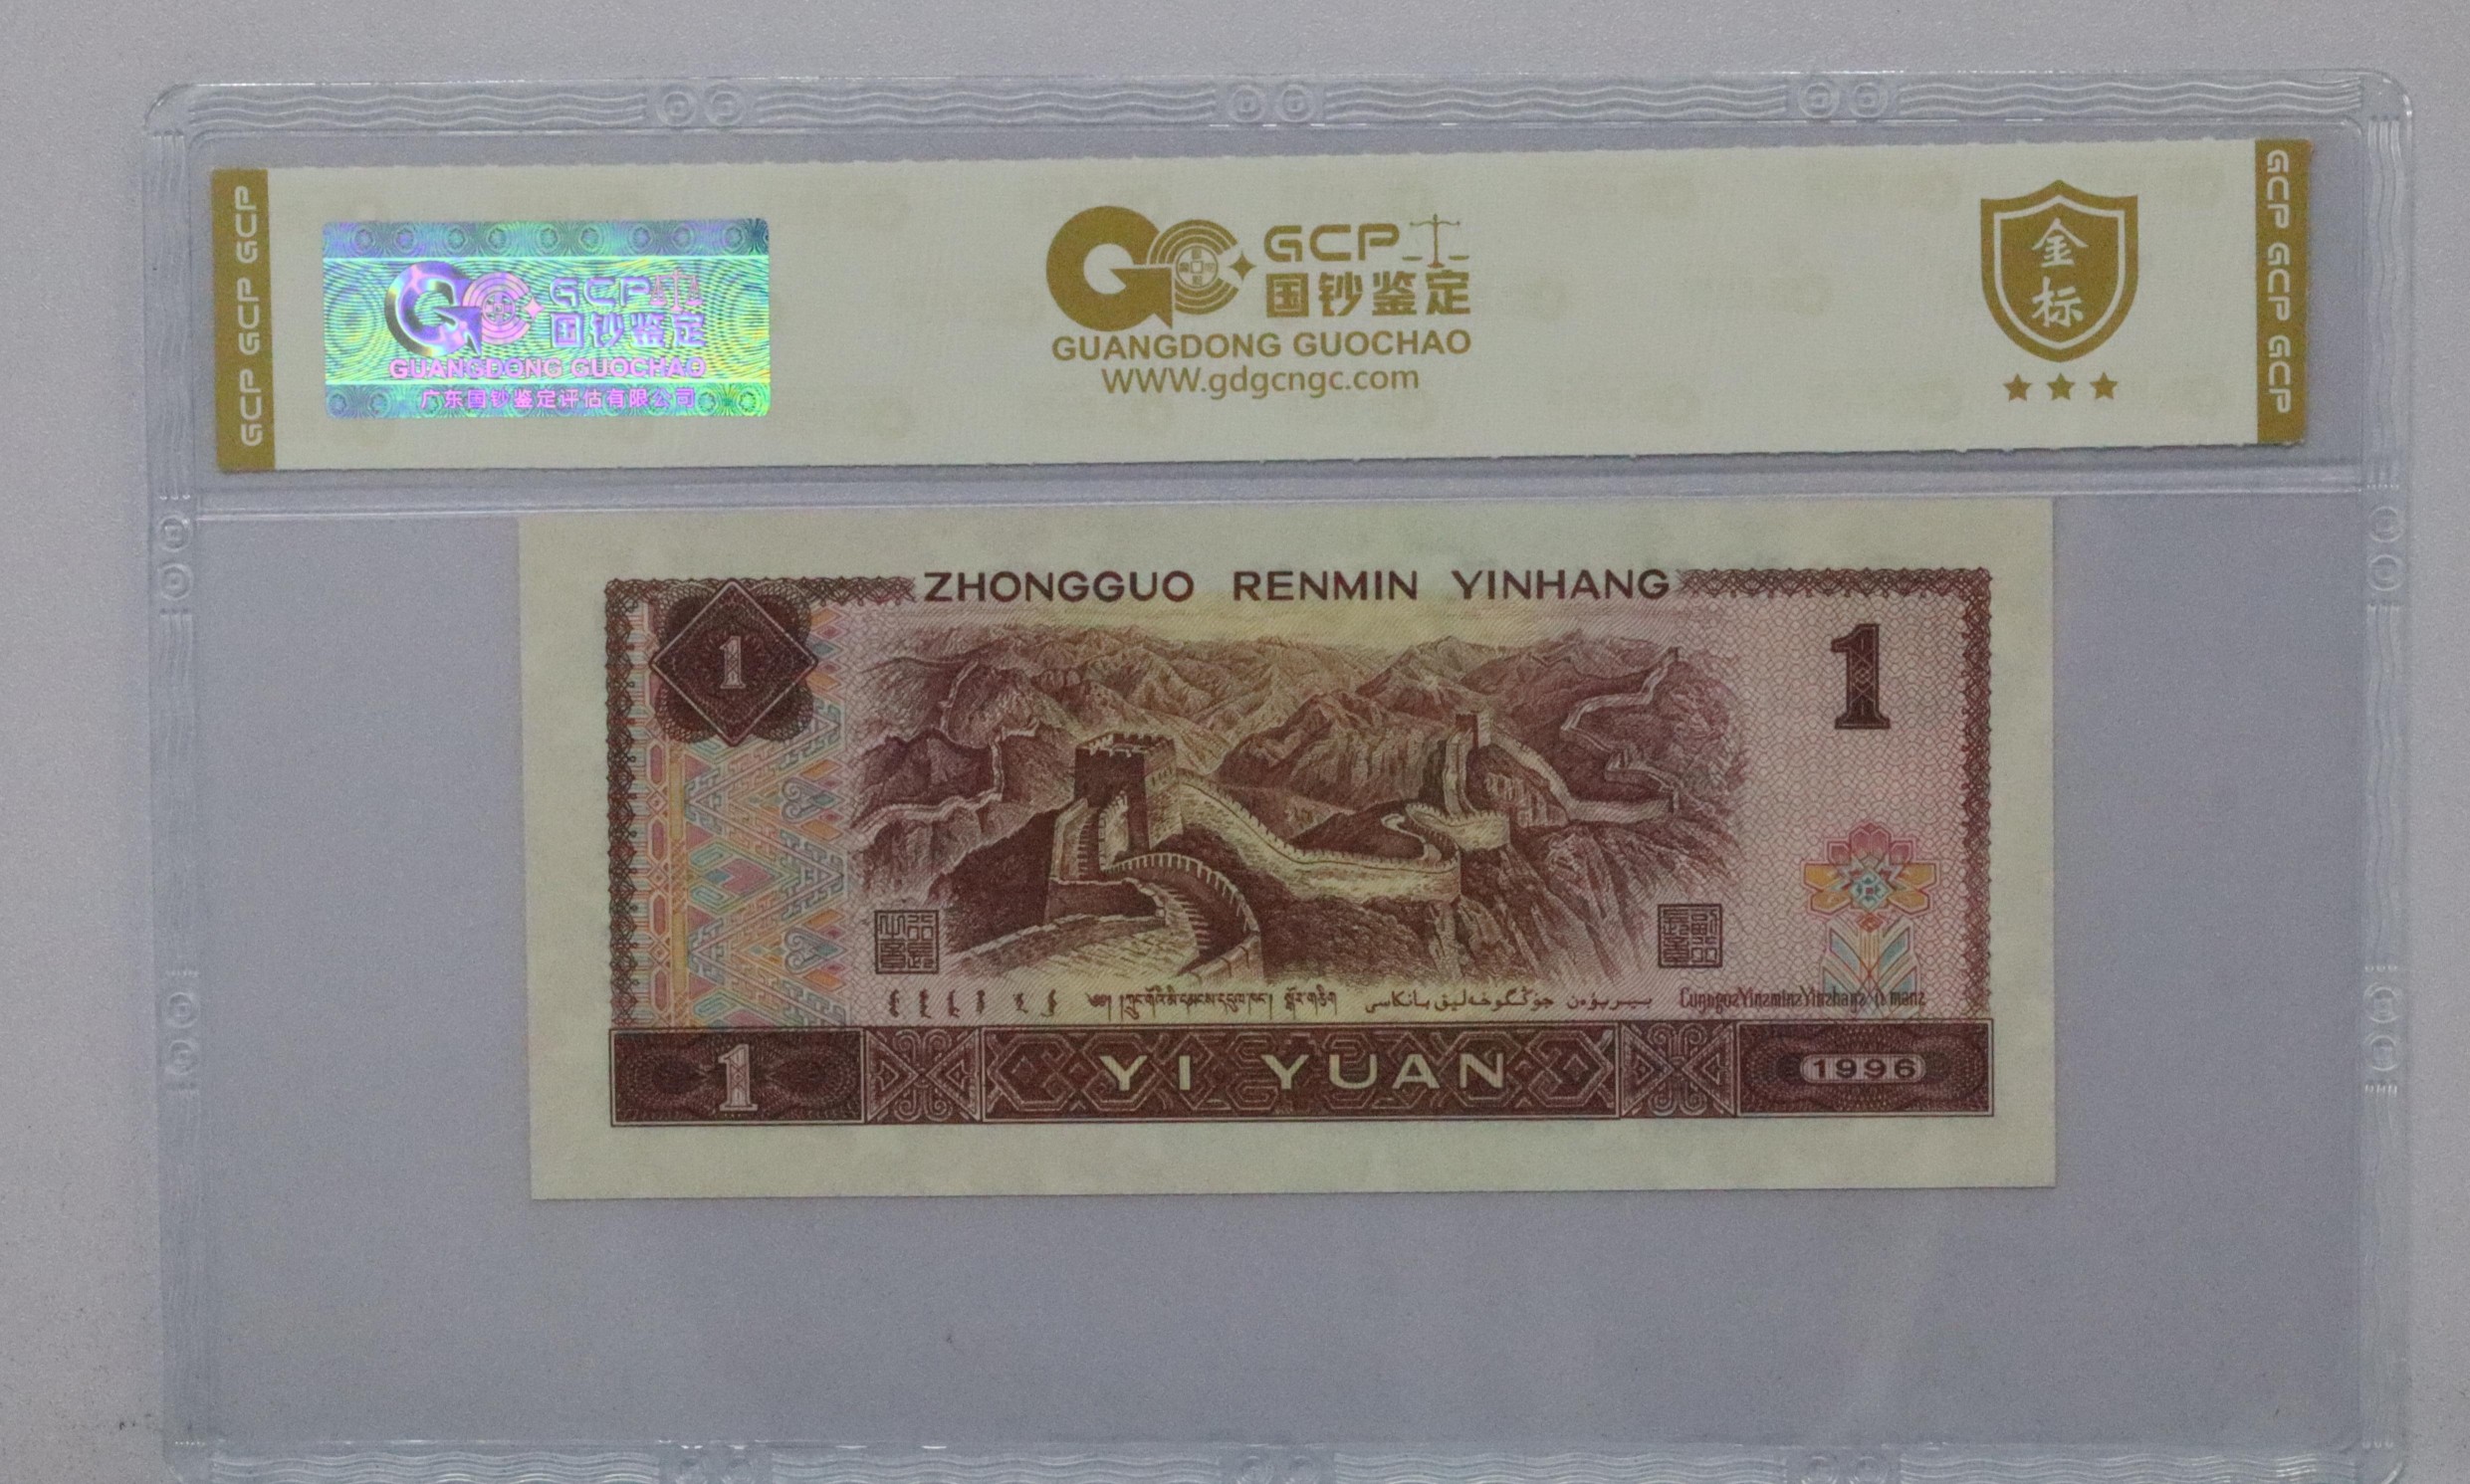 GCP GCP GCP
GCP
国钞鉴定
GUANGDONG GUOCHAO
广东国钞鉴定评估有限公司
GCP
国钞鉴定
GUANGDONG GUOCHAO
WWW.gdgcngc.com
金
标
GCP GCP GCP
ZHONGGUO RENMIN YINHANG
1
1
YI YUAN
1
1996